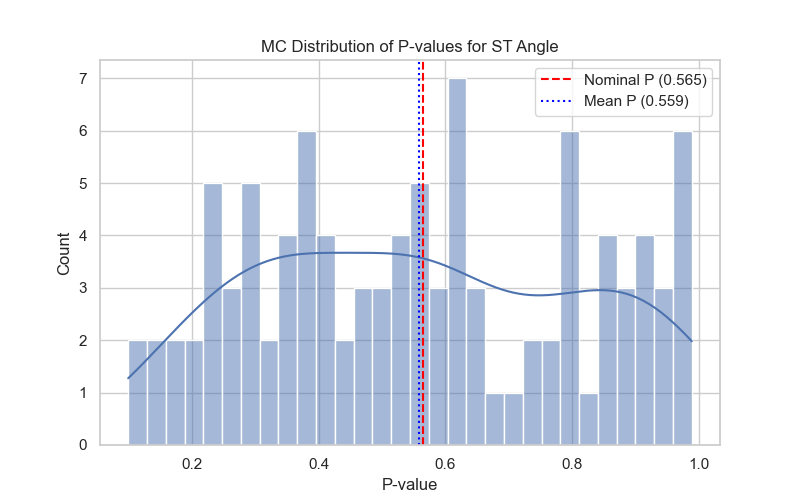 MC Distribution of P-values for ST Angle
Nominal P (0.565)
Mean P (0.559)
7
6
5
4
3
2
1
0
Count
0.2 0.4 0.6 0.8 1.0
P-value